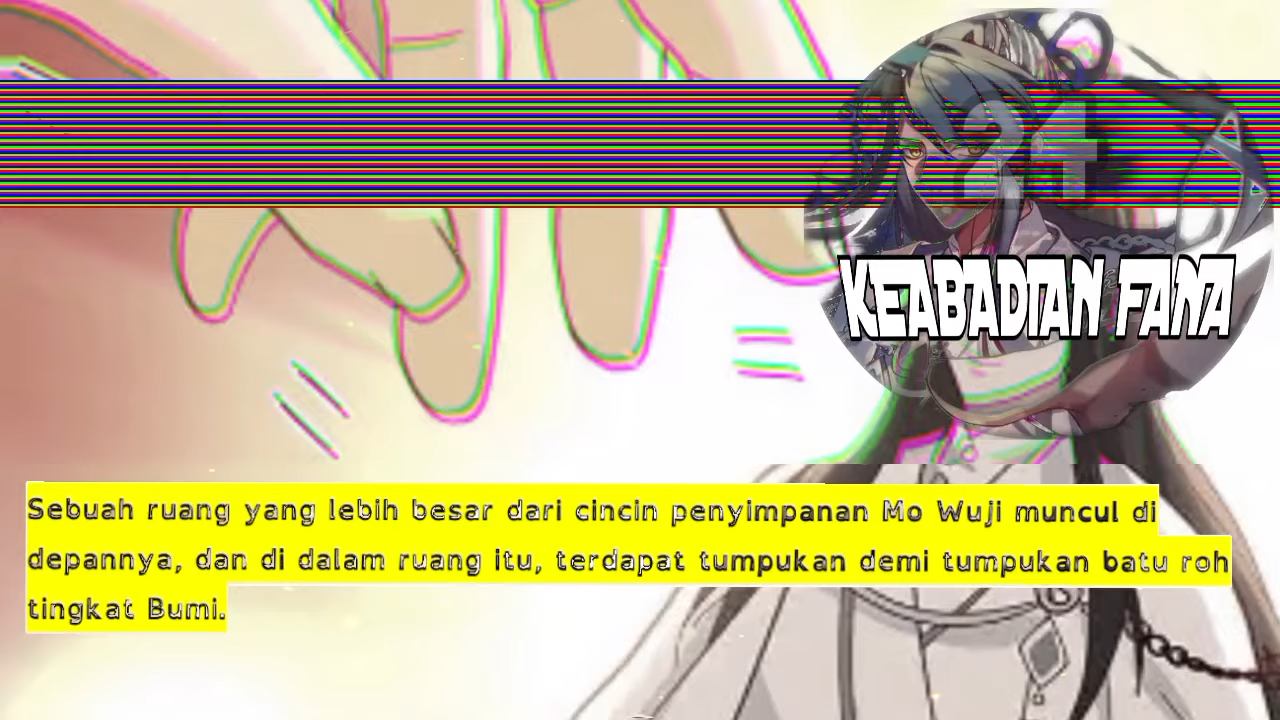 24
KEABADIAN FANA
Sebuah ruang yang lebih besar dari cincin penyimpanan Mo Wuji muncul di
depannya, dan di dalam ruang itu, terdapat tumpukan demi tumpukan batu roh
tingkat Bumi.